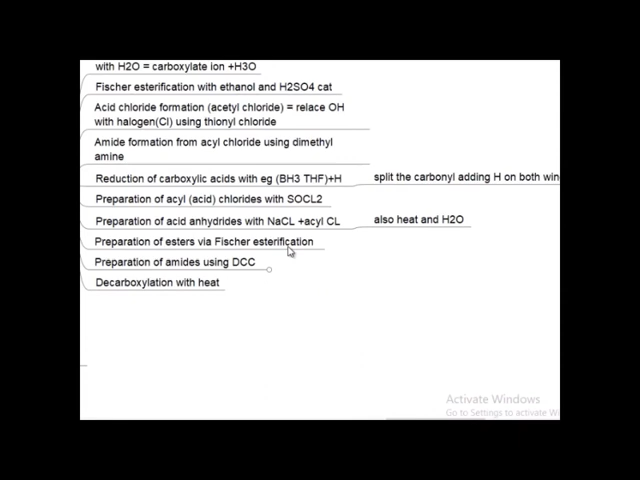 with H2O = carboxylate ion +H3O
Fischer esterification with ethanol and H2SO4 cat
Acid chloride formation (acetyl chloride) = relace OH
with halogen(Cl) using thionyl chloride
Amide formation from acyl chloride using dimethyl
amine
Reduction of carboxylic acids with eg (BH3 THF)+H
split the carbonyl adding H on both win
Preparation of acyl (acid) chlorides with SOCL2
Preparation of acid anhydrides with NaCL +acyl CL
also heat and H2O
Preparation of esters via Fischer esterification
Preparation of amides using DCC
Decarboxylation with heat
Activate Windows
Go to Settings to activate Wi